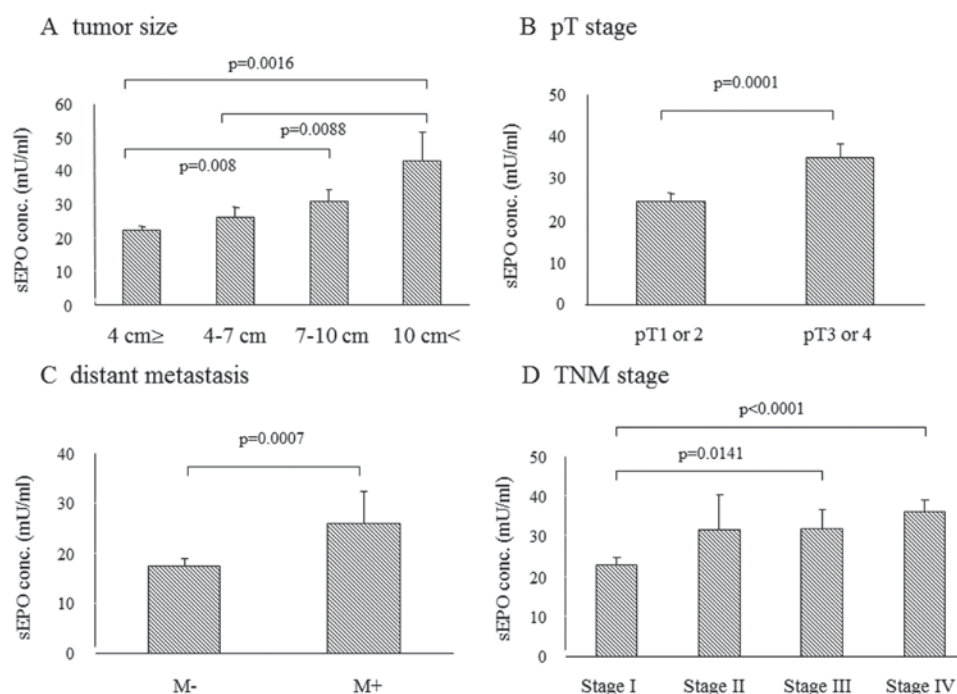 A tumor size
p=0.0016
p=0.0088
p=0.008
sEPO conc. (mU/ml)
60
50
40
30
20
10
0
4 cm≥ 4-7 cm 7-10 cm 10 cm<
B pT stage
p=0.0001
sEPO conc. (mU/ml)
50
40
30
20
10
0
pT1 or 2 pT3 or 4
C distant metastasis
p=0.0007
sEPO conc. (mU/ml)
40
30
20
10
0
M- M+
D TNM stage
p<0.0001
p=0.0141
sEPO conc. (mU/ml)
50
40
30
20
10
0
Stage I Stage II Stage III Stage IV